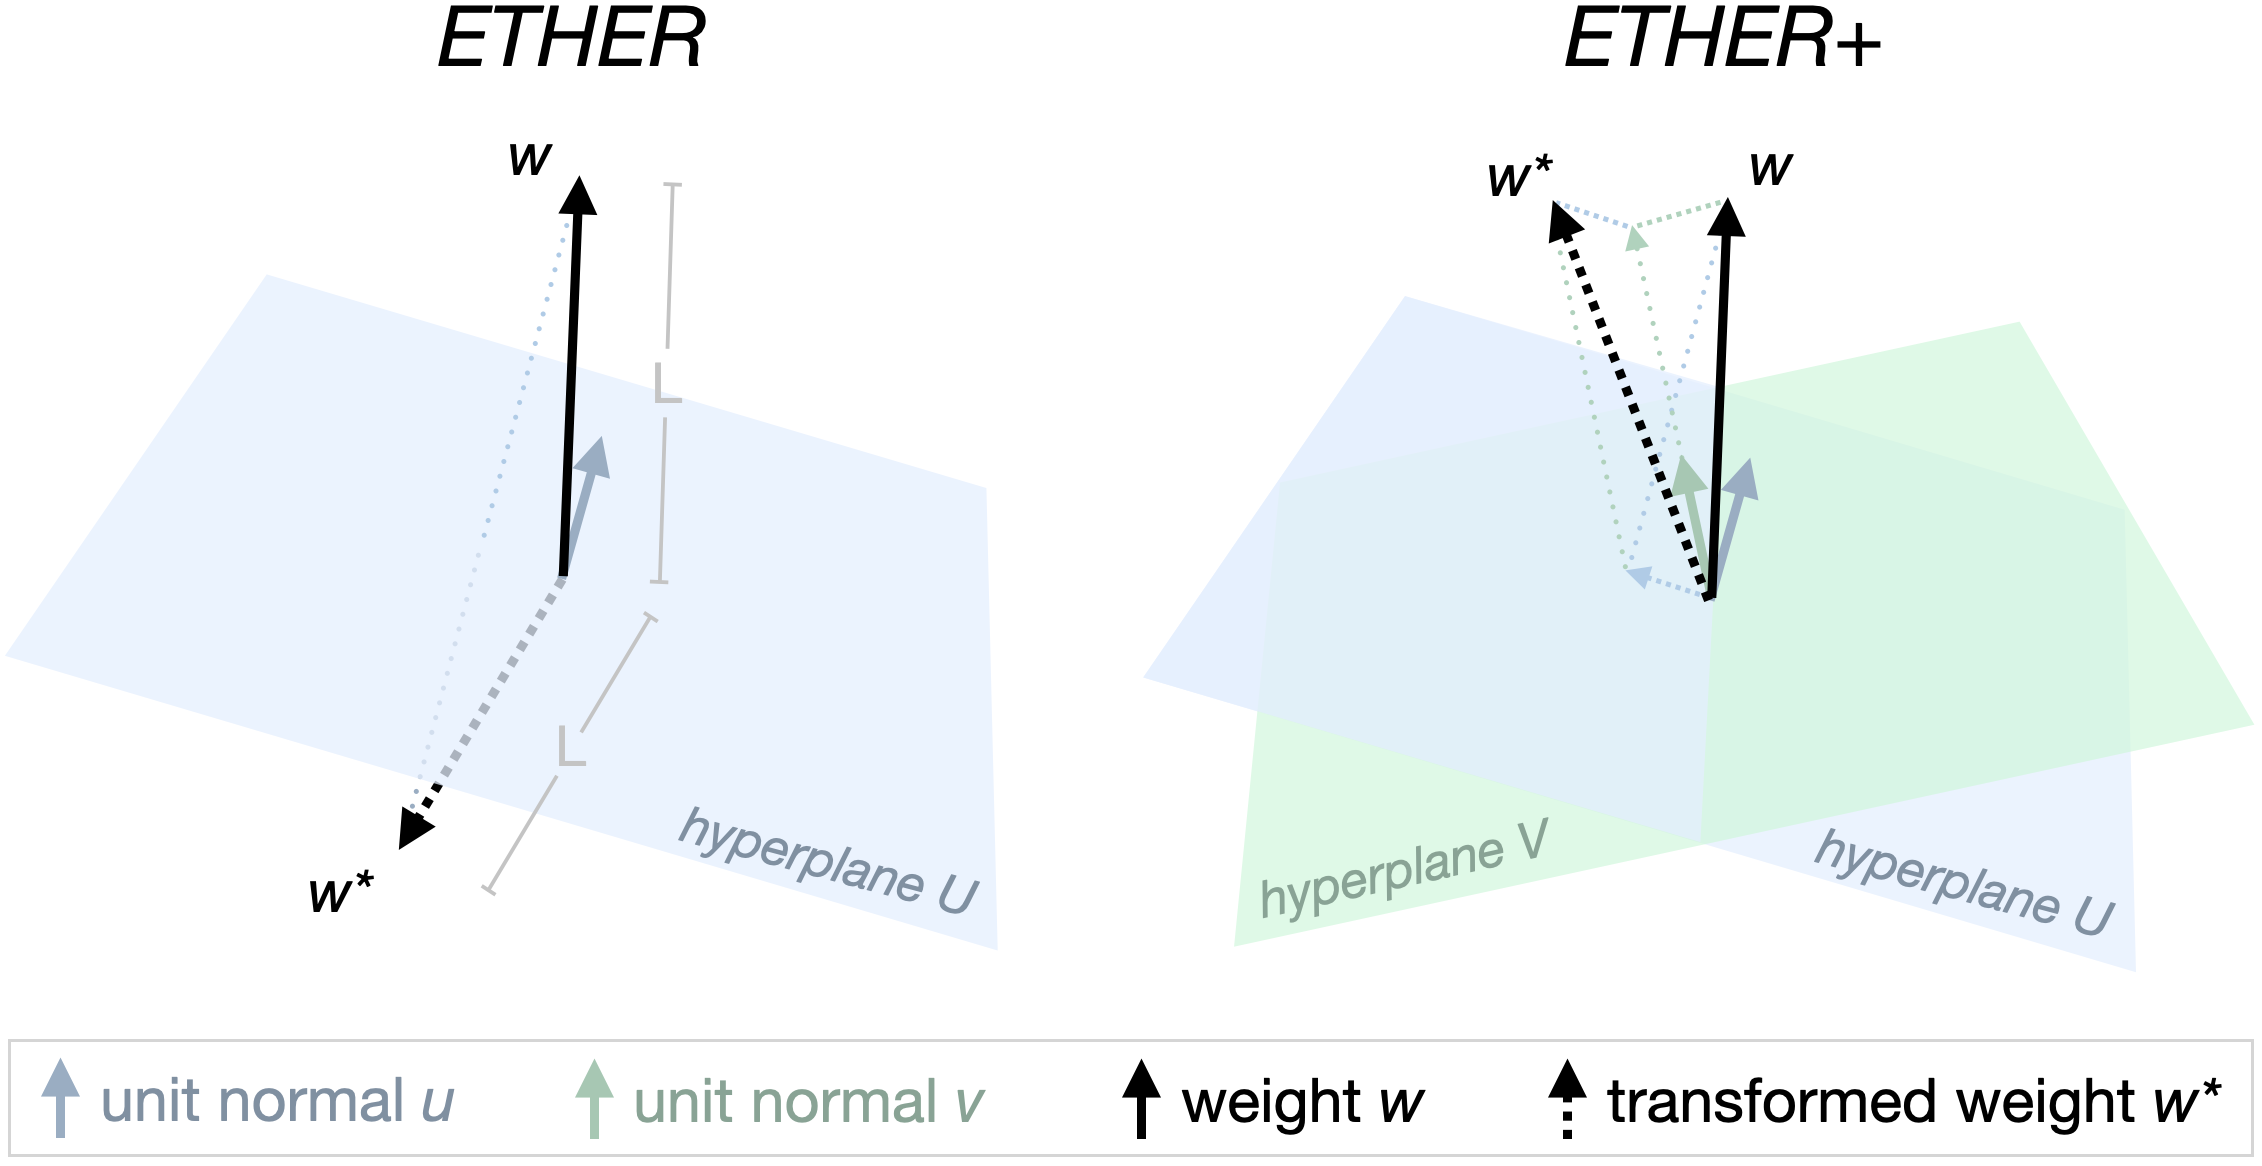 ETHER
ETHER+
w
L
L
w*
hyperplane U
w*
w
hyperplane V
hyperplane U
unit normal u
unit normal v
weight w
transformed weight w*